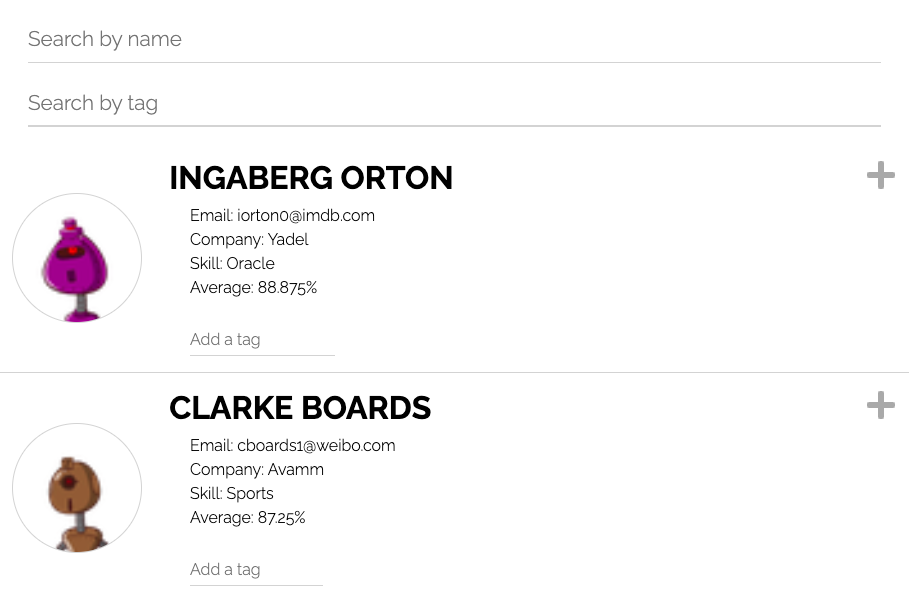 Search by name
Search by tag
INGABERG ORTON
Email: iorton0@imdb.com
Company: Yadel
Skill: Oracle
Average: 88.875%
Add a tag
CLARKE BOARDS
Email: cboards1@weibo.com
Company: Avamm
Skill: Sports
Average: 87.25%
Add a tag